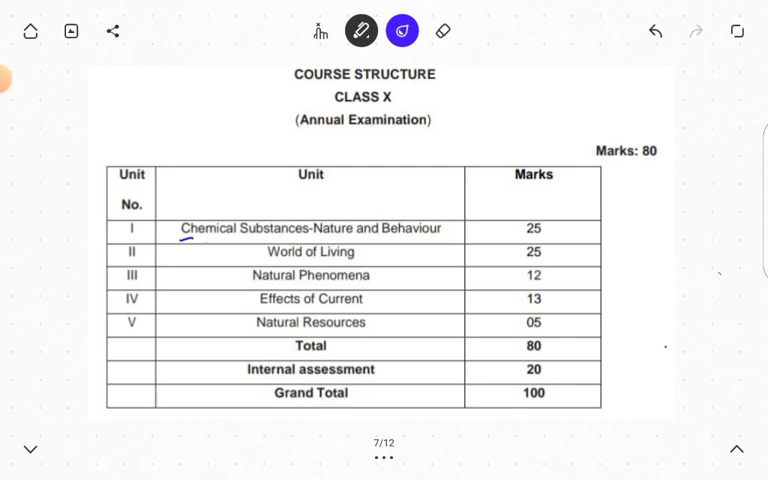 COURSE STRUCTURE
CLASS X
(Annual Examination)
Marks: 80
Unit No. Unit Marks
I Chemical Substances-Nature and Behaviour 25
II World of Living 25
III Natural Phenomena 12
IV Effects of Current 13
V Natural Resources 05
Total 80
Internal assessment 20
Grand Total 100
7/12